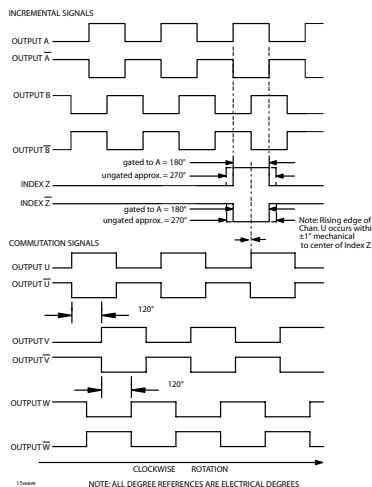 INCREMENTAL SIGNALS
OUTPUT A
OUTPUT A̅
OUTPUT B
OUTPUT B̅
gated to A = 180°
ungated approx. = 270°
INDEX Z
INDEX Z̅
gated to A = 180°
ungated approx. = 270°
Note: Rising edge of
Chan. U occurs withi
±1° mechanical
to center of Index Z.
COMMUTATION SIGNALS
OUTPUT U
OUTPUT U̅
120°
OUTPUT V
OUTPUT V̅
120°
OUTPUT W
OUTPUT W̅
CLOCKWISE ROTATION
15wave
NOTE: ALL DEGREE REFERENCES ARE ELECTRICAL DEGREES